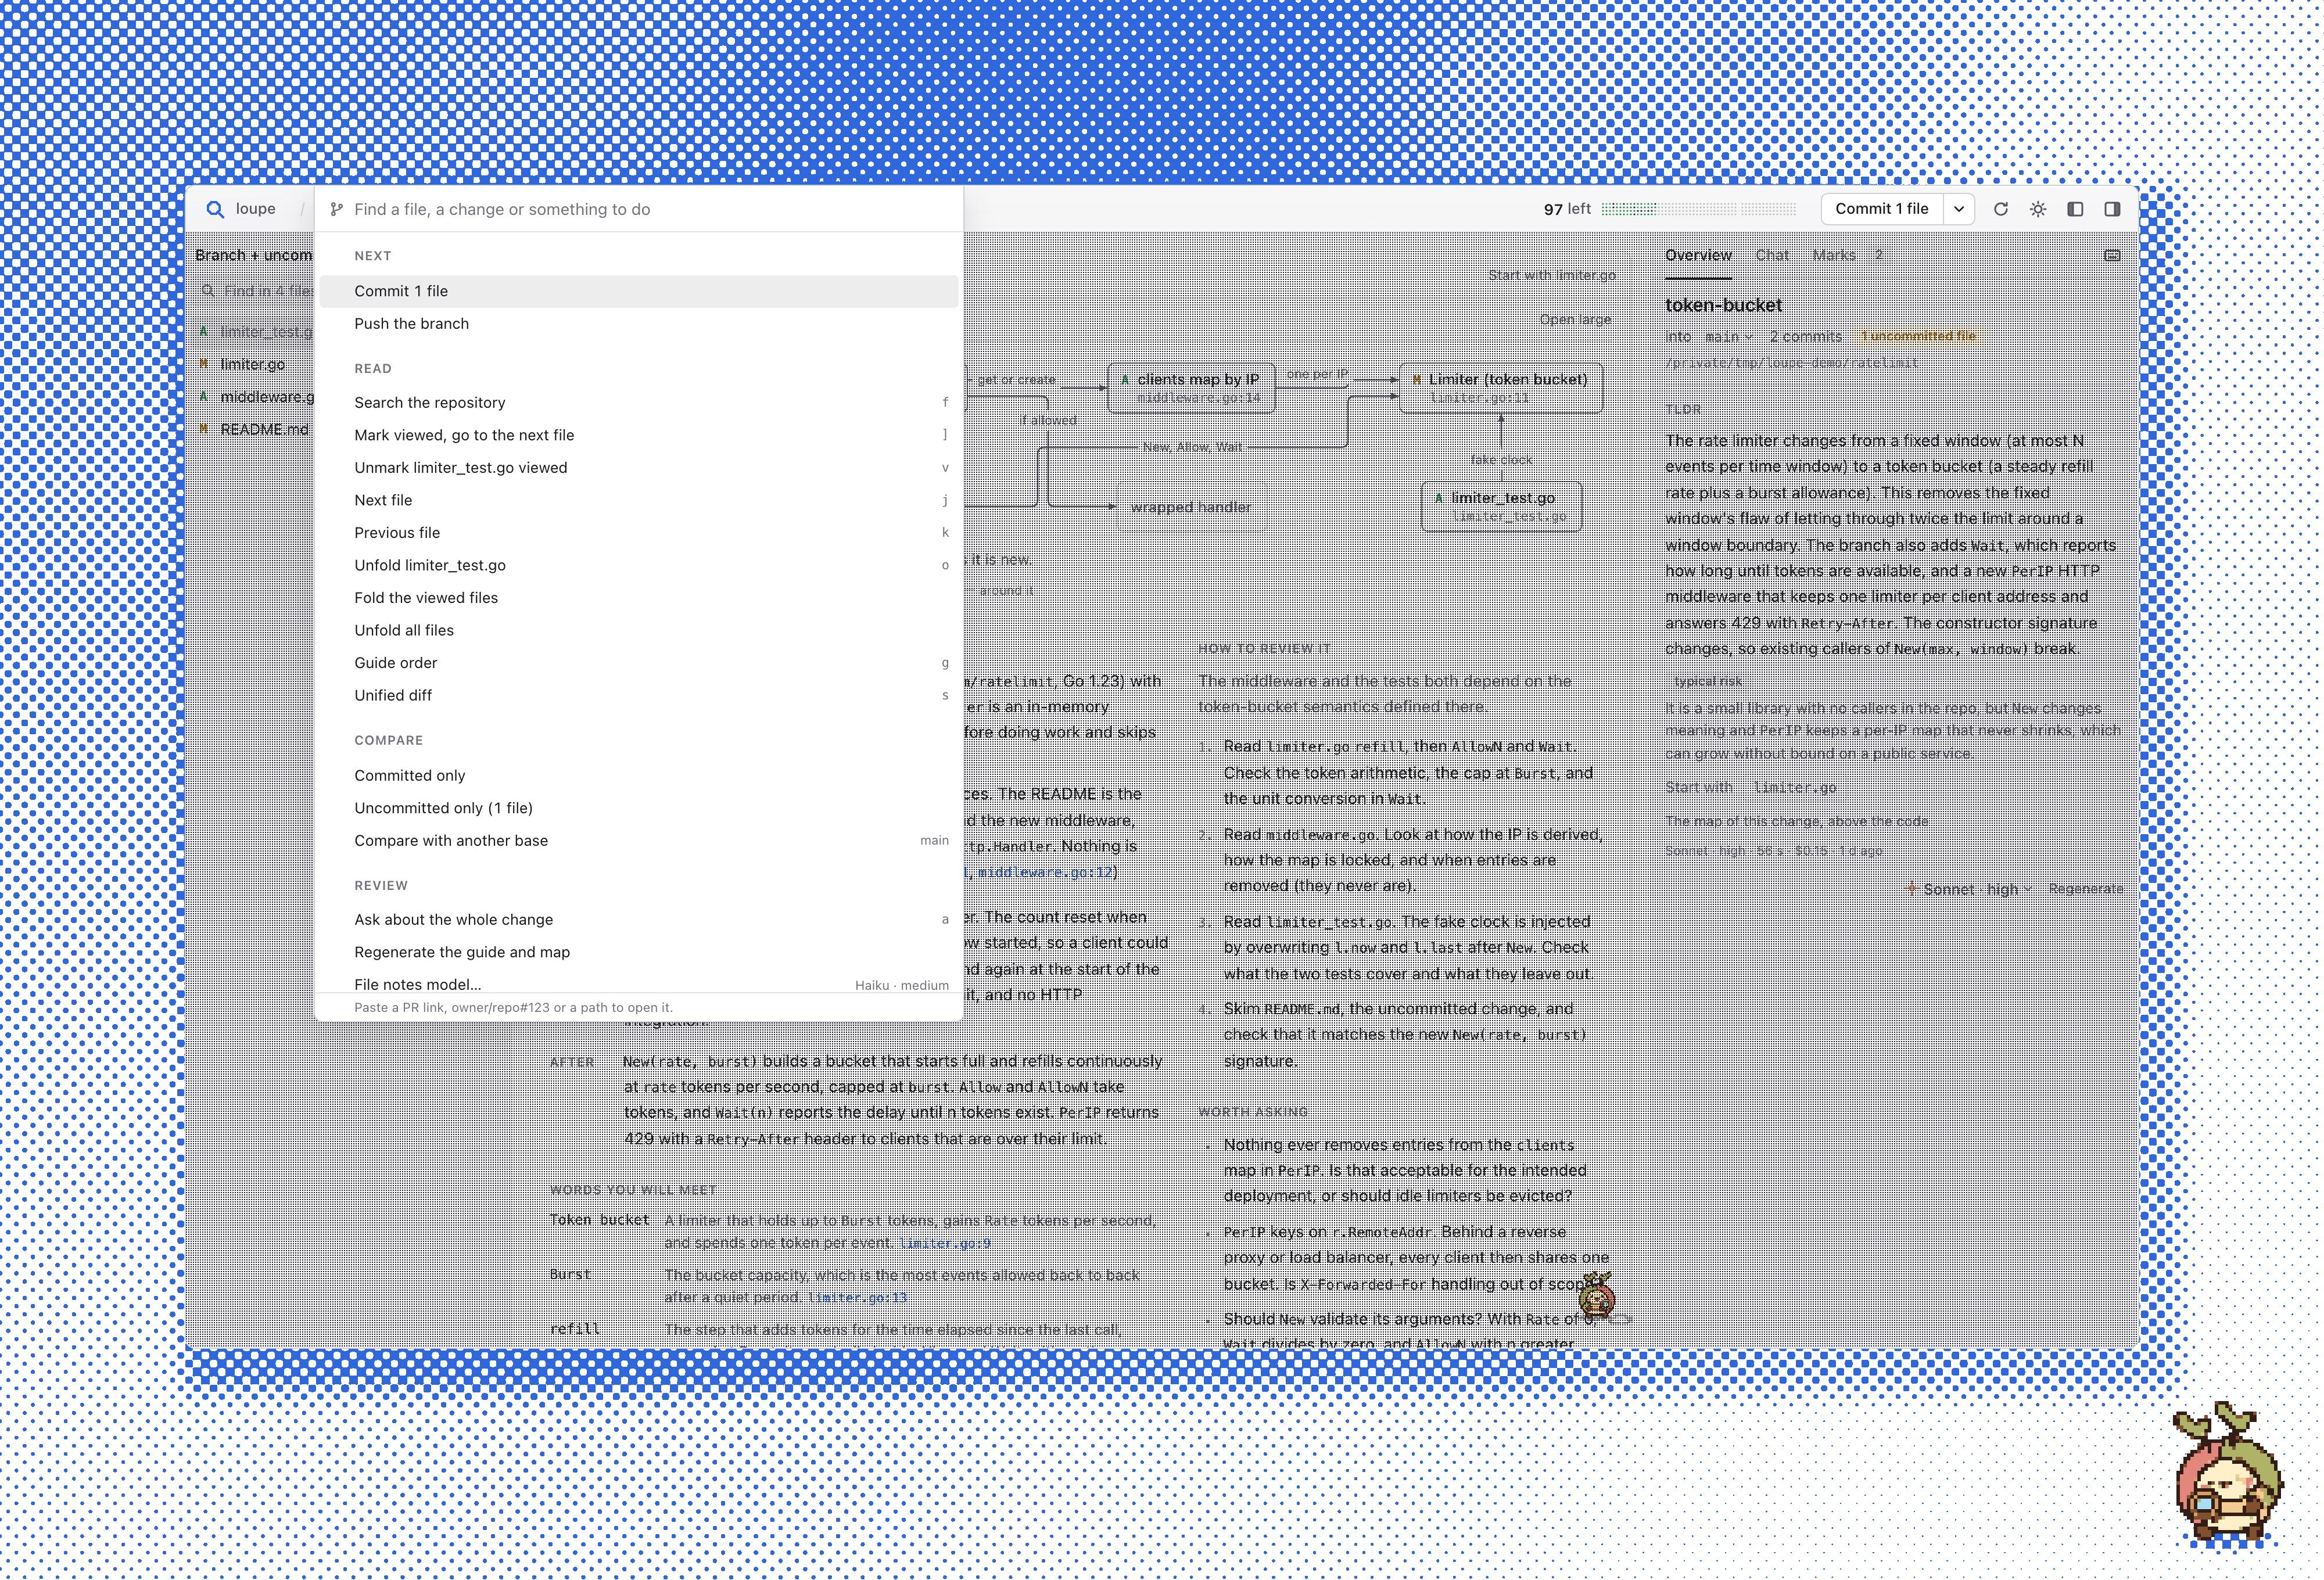 loupe /
Find a file, a change or something to do
97 left
Commit 1 file
Branch + uncom
Find in 4 files
A limiter_test.g
M limiter.go
A middleware.g
M README.md
NEXT
Commit 1 file
Push the branch
READ
Search the repository f
Mark viewed, go to the next file ]
Unmark limiter_test.go viewed v
Next file j
Previous file k
Unfold limiter_test.go o
Fold the viewed files
Unfold all files
Guide order g
Unified diff s
COMPARE
Committed only
Uncommitted only (1 file)
Compare with another base main
REVIEW
Ask about the whole change a
Regenerate the guide and map
File notes model... Haiku · medium
Paste a PR link, owner/repo#123 or a path to open it.
Start with limiter.go
Open large
get or create
A clients map by IP
middleware.go:14
one per IP
M Limiter (token bucket)
limiter.go:11
if allowed
New, Allow, Wait
fake clock
wrapped handler
A limiter_test.go
limiter_test.go
it is new.
around it
m/ratelimit, Go 1.23) with
er is an in-memory
fore doing work and skips
ces. The README is the
d the new middleware,
ttp.Handler. Nothing is
l, middleware.go:12)
er. The count reset when
ow started, so a client could
nd again at the start of the
it, and no HTTP
integration.
AFTER New(rate, burst) builds a bucket that starts full and refills continuously
at rate tokens per second, capped at burst. Allow and AllowN take
tokens, and Wait(n) reports the delay until n tokens exist. PerIP returns
429 with a Retry-After header to clients that are over their limit.
WORDS YOU WILL MEET
Token bucket A limiter that holds up to Burst tokens, gains Rate tokens per second,
and spends one token per event. limiter.go:9
Burst The bucket capacity, which is the most events allowed back to back
after a quiet period. limiter.go:13
refill The step that adds tokens for the time elapsed since the last call,
HOW TO REVIEW IT
The middleware and the tests both depend on the
token-bucket semantics defined there.
1. Read limiter.go refill, then AllowN and Wait.
Check the token arithmetic, the cap at Burst, and
the unit conversion in Wait.
2. Read middleware.go. Look at how the IP is derived,
how the map is locked, and when entries are
removed (they never are).
3. Read limiter_test.go. The fake clock is injected
by overwriting l.now and l.last after New. Check
what the two tests cover and what they leave out.
4. Skim README.md, the uncommitted change, and
check that it matches the new New(rate, burst)
signature.
WORTH ASKING
· Nothing ever removes entries from the clients
map in PerIP. Is that acceptable for the intended
deployment, or should idle limiters be evicted?
· PerIP keys on r.RemoteAddr. Behind a reverse
proxy or load balancer, every client then shares one
bucket. Is X-Forwarded-For handling out of scop
· Should New validate its arguments? With Rate of 0,
Wait divides by zero, and AllowN with n greater
Overview Chat Marks 2
token-bucket
into main 2 commits 1 uncommitted file
/private/tmp/loupe-demo/ratelimit
TLDR
The rate limiter changes from a fixed window (at most N
events per time window) to a token bucket (a steady refill
rate plus a burst allowance). This removes the fixed
window's flaw of letting through twice the limit around a
window boundary. The branch also adds Wait, which reports
how long until tokens are available, and a new PerIP HTTP
middleware that keeps one limiter per client address and
answers 429 with Retry-After. The constructor signature
changes, so existing callers of New(max, window) break.
typical risk
It is a small library with no callers in the repo, but New changes
meaning and PerIP keeps a per-IP map that never shrinks, which
can grow without bound on a public service.
Start with limiter.go
The map of this change, above the code
Sonnet · high · 56 s · $0.15 · 1 d ago
Sonnet · high Regenerate